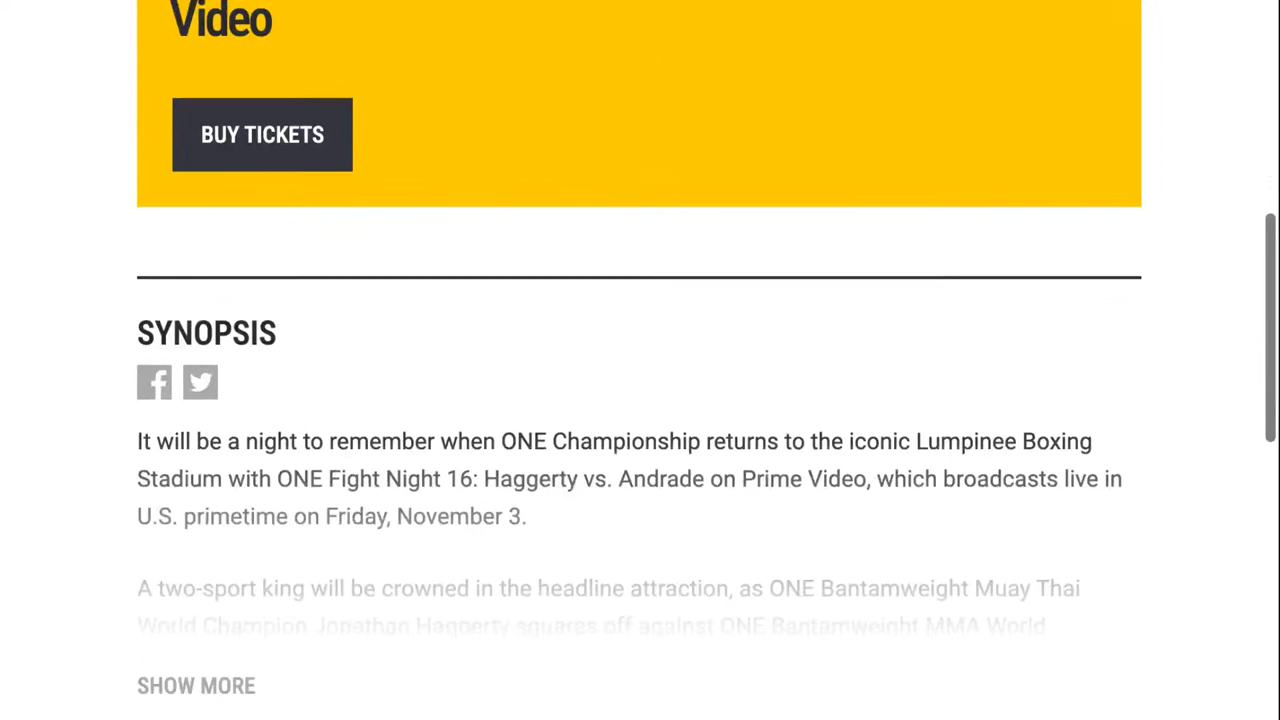 Video
BUY TICKETS
SYNOPSIS
It will be a night to remember when ONE Championship returns to the iconic Lumpinee Boxing
Stadium with ONE Fight Night 16: Haggerty vs. Andrade on Prime Video, which broadcasts live in
U.S. primetime on Friday, November 3.
A two-sport king will be crowned in the headline attraction, as ONE Bantamweight Muay Thai
World Champion Jonathan Haggerty squares off against ONE Bantamweight MMA World
SHOW MORE